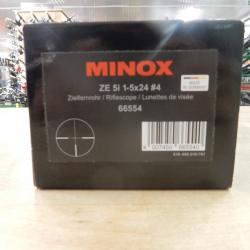 MINOX
ZE 5i 1-5x24 #4
Zielfernrohr / Riflescope / Lunettes de visée
66554